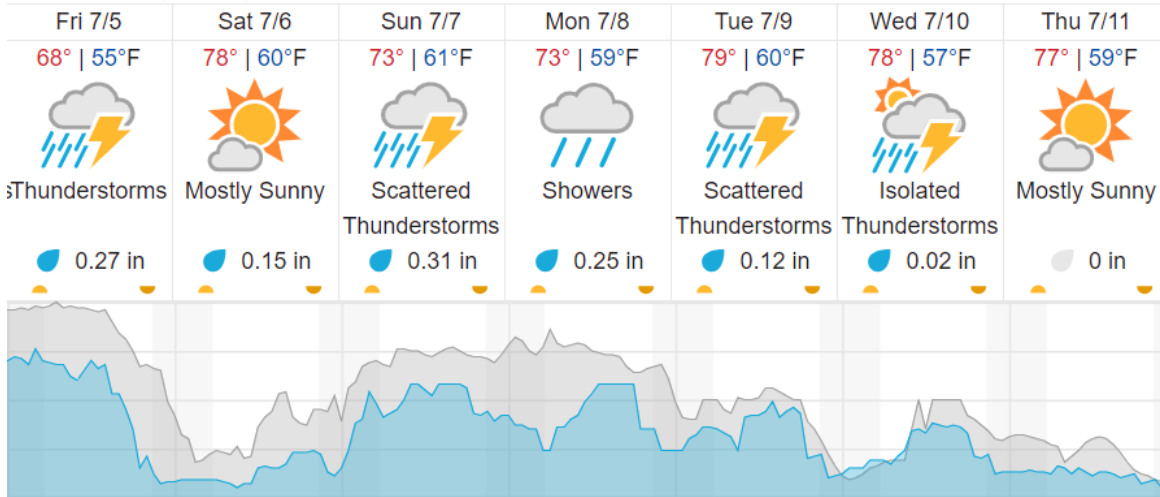 Fri 7/5 Sat 7/6 Sun 7/7 Mon 7/8 Tue 7/9 Wed 7/10 Thu 7/11
68° | 55°F 78° | 60°F 73° | 61°F 73° | 59°F 79° | 60°F 78° | 57°F 77° | 59°F
sThunderstorms Mostly Sunny Scattered Showers Scattered Isolated Mostly Sunny
Thunderstorms Thunderstorms Thunderstorms
0.27 in 0.15 in 0.31 in 0.25 in 0.12 in 0.02 in 0 in